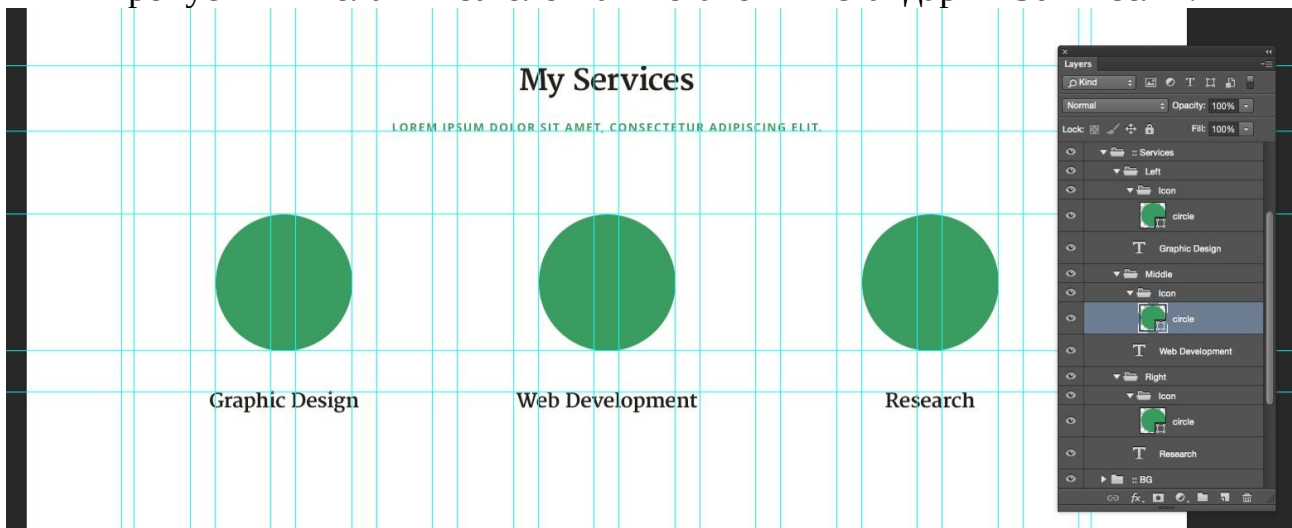 My Services
LOREM IPSUM DOLOR SIT AMET, CONSECTETUR ADIPISCING ELIT.
Graphic Design
Web Development
Research
Layers
Kind
Normal
Opacity: 100%
Lock:
Fill: 100%
:: Services
Left
Icon
circle
Graphic Design
Middle
Icon
circle
Web Development
Right
Icon
circle
Research
:: BG